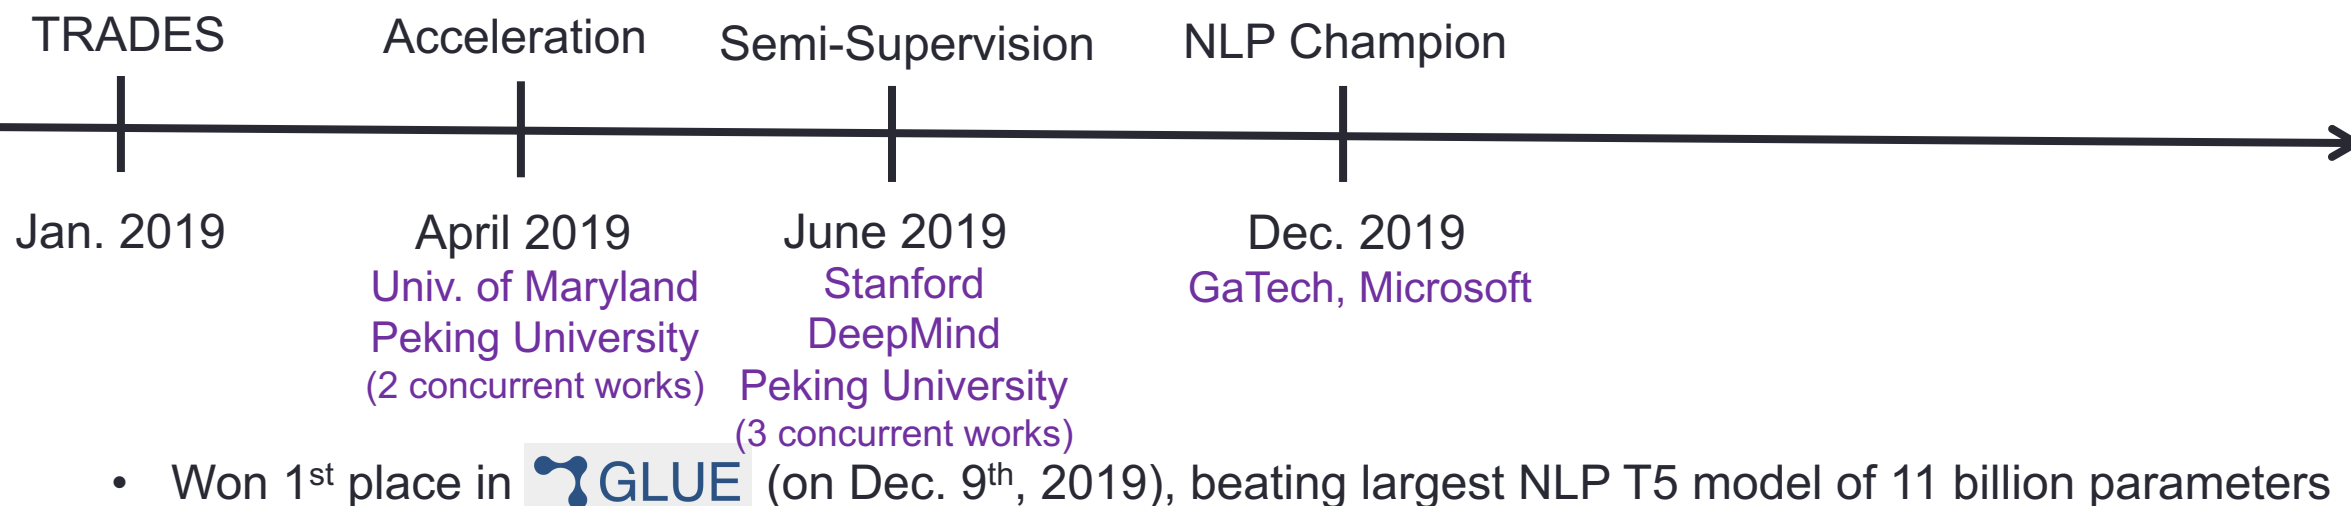 TRADES
Acceleration
Semi-Supervision
NLP Champion
Jan. 2019
April 2019
Univ. of Maryland
Peking University
(2 concurrent works)
June 2019
Stanford
DeepMind
Peking University
(3 concurrent works)
Dec. 2019
GaTech, Microsoft
• Won 1st place in GLUE (on Dec. 9th, 2019), beating largest NLP T5 model of 11 billion parameters